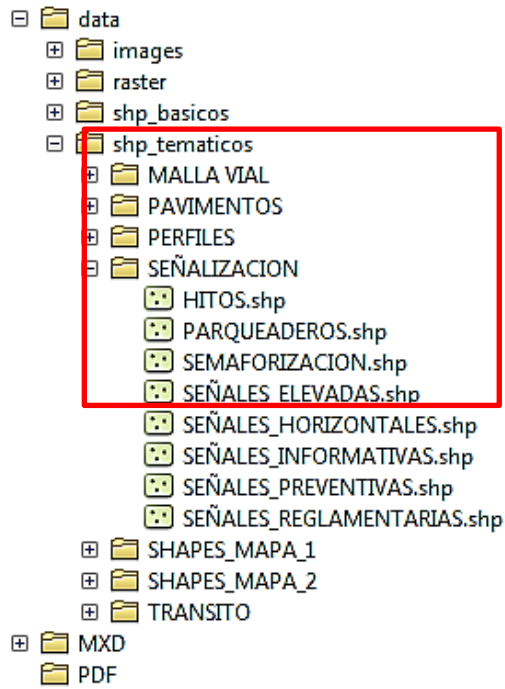 data
images
raster
shp_basicos
shp_tematicos
MALLA VIAL
PAVIMENTOS
PERFILES
SEÑALIZACION
HITOS.shp
PARQUEADEROS.shp
SEMAFORIZACION.shp
SEÑALES_ELEVADAS.shp
SEÑALES_HORIZONTALES.shp
SEÑALES_INFORMATIVAS.shp
SEÑALES_PREVENTIVAS.shp
SEÑALES_REGLAMENTARIAS.shp
SHAPES_MAPA_1
SHAPES_MAPA_2
TRANSITO
MXD
PDF